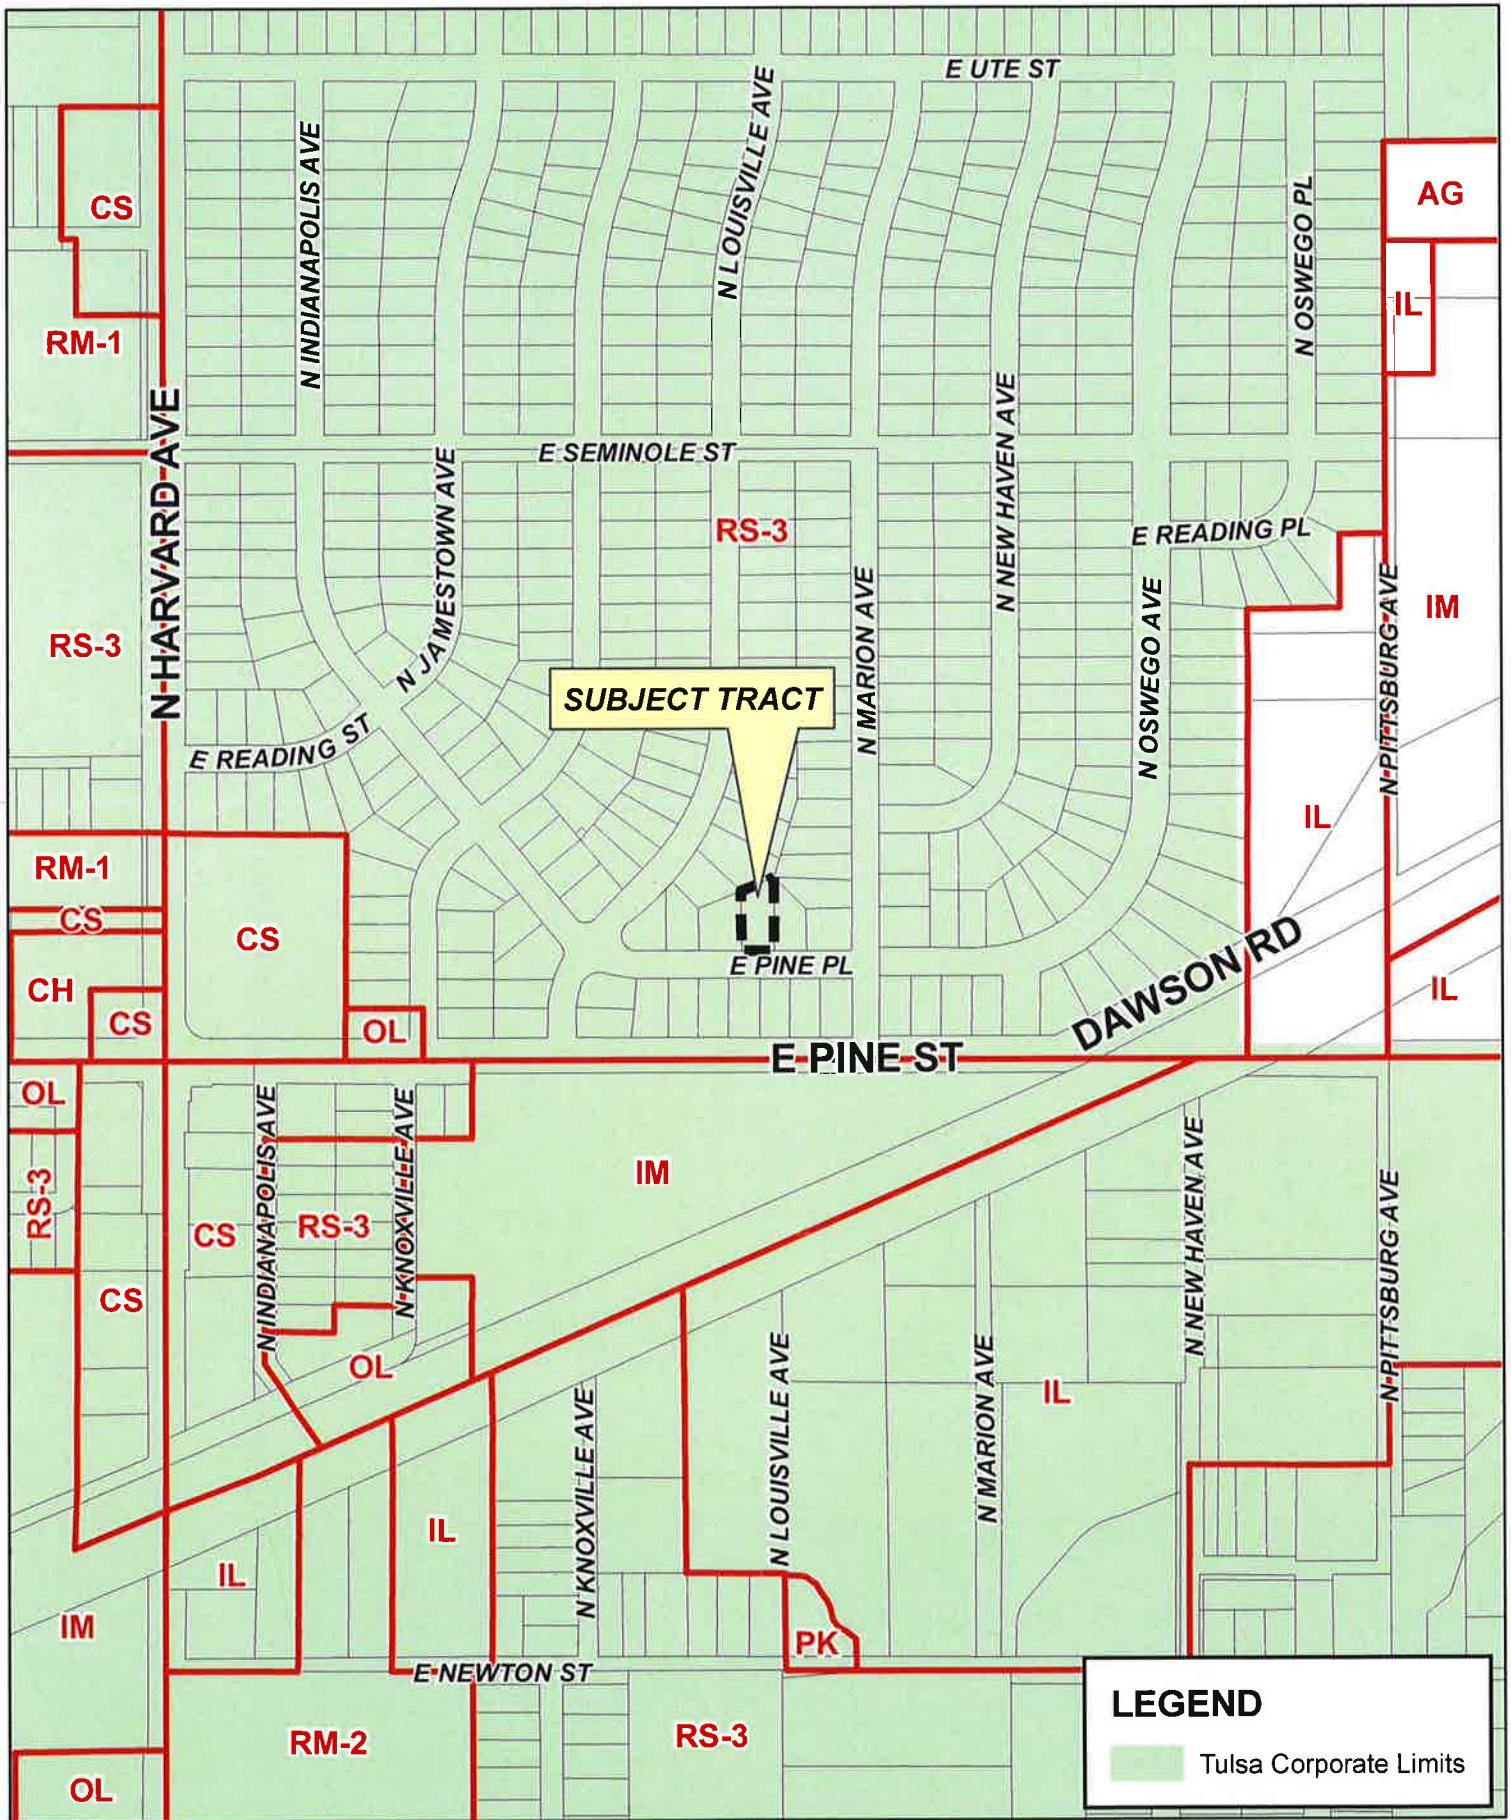 E UTE ST
N LOUISVILLE AVE
N INDIANAPOLIS AVE
CS
AG
N OSWEGO PL
IL
RM-1
N HARVARD AVE
N NEW HAVEN AVE
E SEMINOLE ST
N JAMESTOWN AVE
RS-3
E READING PL
N MARION AVE
N PITTSBURG AVE
IM
N OSWEGO AVE
RS-3
SUBJECT TRACT
E READING ST
IL
RM-1
CS
CS
E PINE PL
DAWSON RD
CH
CS
OL
IL
E PINE ST
OL
N INDIANAPOLIS AVE
N KNOXVILLE AVE
N NEW HAVEN AVE
IM
N PITTSBURG AVE
RS-3
CS
RS-3
CS
OL
N LOUISVILLE AVE
N MARION AVE
IL
N KNOXVILLE AVE
IL
IL
IM
PK
E NEWTON ST
RM-2
RS-3
OL
LEGEND
Tulsa Corporate Limits